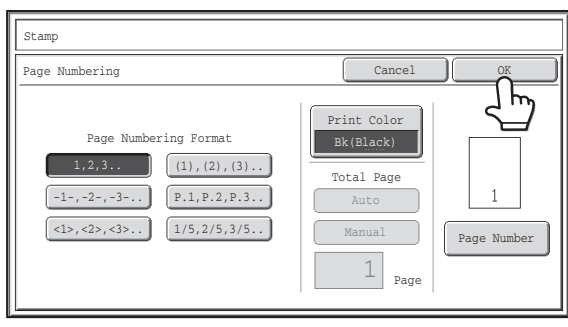 Stamp
Page Numbering
Cancel
OK
Page Numbering Format
1,2,3..
(1),(2),(3)..
-1-,-2-,-3-..
P.1,P.2,P.3..
<1>,<2>,<3>..
1/5,2/5,3/5..
Print Color
Bk(Black)
Total Page
Auto
Manual
1 Page
1
Page Number